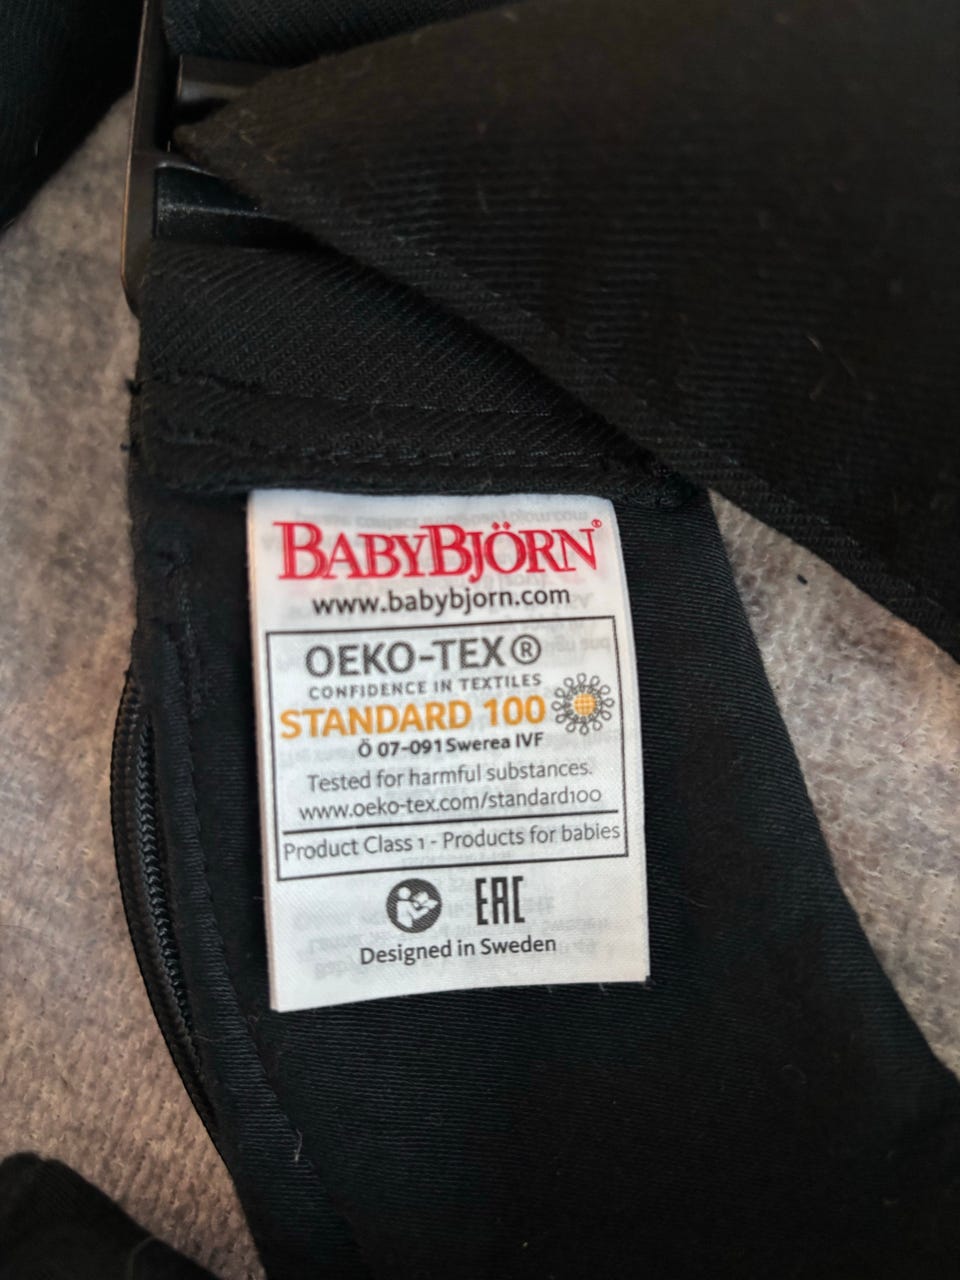 BABYBJÖRN®
www.babybjorn.com
OEKO-TEX®
CONFIDENCE IN TEXTILES
STANDARD 100
Ö 07-091 Swerea IVF
Tested for harmful substances.
www.oeko-tex.com/standard100
Product Class 1 - Products for babies
EAC
Designed in Sweden